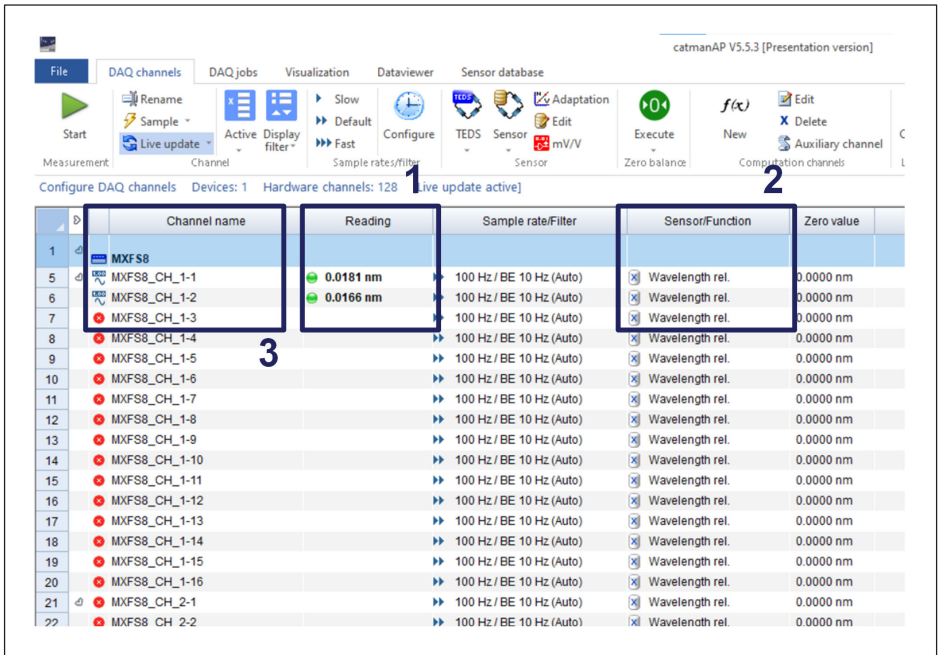 catmanAP V5.5.3 [Presentation version]
File DAQ channels DAQ jobs Visualization Dataviewer Sensor database
Start
Rename
Sample
Live update
Active
Display filter
Slow
Default
Fast
Configure
TEDS
Sensor
Adaptation
Edit
mV/V
Execute
f(x)
New
Edit
Delete
Auxiliary channel
Measurement Channel Sample rates/filter Sensor Zero balance Computation channels
Configure DAQ channels Devices: 1 Hardware channels: 128 ive update active]
1
2
Channel name Reading Sample rate/Filter Sensor/Function Zero value
1 MXFS8
5 MXFS8_CH_1-1 0.0181 nm 100 Hz / BE 10 Hz (Auto) Wavelength rel. 0.0000 nm
6 MXFS8_CH_1-2 0.0166 nm 100 Hz / BE 10 Hz (Auto) Wavelength rel. 0.0000 nm
7 MXFS8_CH_1-3 100 Hz / BE 10 Hz (Auto) Wavelength rel. 0.0000 nm
3
8 MXFS8_CH_1-4 100 Hz / BE 10 Hz (Auto) Wavelength rel. 0.0000 nm
9 MXFS8_CH_1-5 100 Hz / BE 10 Hz (Auto) Wavelength rel. 0.0000 nm
10 MXFS8_CH_1-6 100 Hz / BE 10 Hz (Auto) Wavelength rel. 0.0000 nm
11 MXFS8_CH_1-7 100 Hz / BE 10 Hz (Auto) Wavelength rel. 0.0000 nm
12 MXFS8_CH_1-8 100 Hz / BE 10 Hz (Auto) Wavelength rel. 0.0000 nm
13 MXFS8_CH_1-9 100 Hz / BE 10 Hz (Auto) Wavelength rel. 0.0000 nm
14 MXFS8_CH_1-10 100 Hz / BE 10 Hz (Auto) Wavelength rel. 0.0000 nm
15 MXFS8_CH_1-11 100 Hz / BE 10 Hz (Auto) Wavelength rel. 0.0000 nm
16 MXFS8_CH_1-12 100 Hz / BE 10 Hz (Auto) Wavelength rel. 0.0000 nm
17 MXFS8_CH_1-13 100 Hz / BE 10 Hz (Auto) Wavelength rel. 0.0000 nm
18 MXFS8_CH_1-14 100 Hz / BE 10 Hz (Auto) Wavelength rel. 0.0000 nm
19 MXFS8_CH_1-15 100 Hz / BE 10 Hz (Auto) Wavelength rel. 0.0000 nm
20 MXFS8_CH_1-16 100 Hz / BE 10 Hz (Auto) Wavelength rel. 0.0000 nm
21 MXFS8_CH_2-1 100 Hz / BE 10 Hz (Auto) Wavelength rel. 0.0000 nm
22 MXFS8_CH_2-2 100 Hz / BE 10 Hz (Auto) Wavelength rel. 0.0000 nm